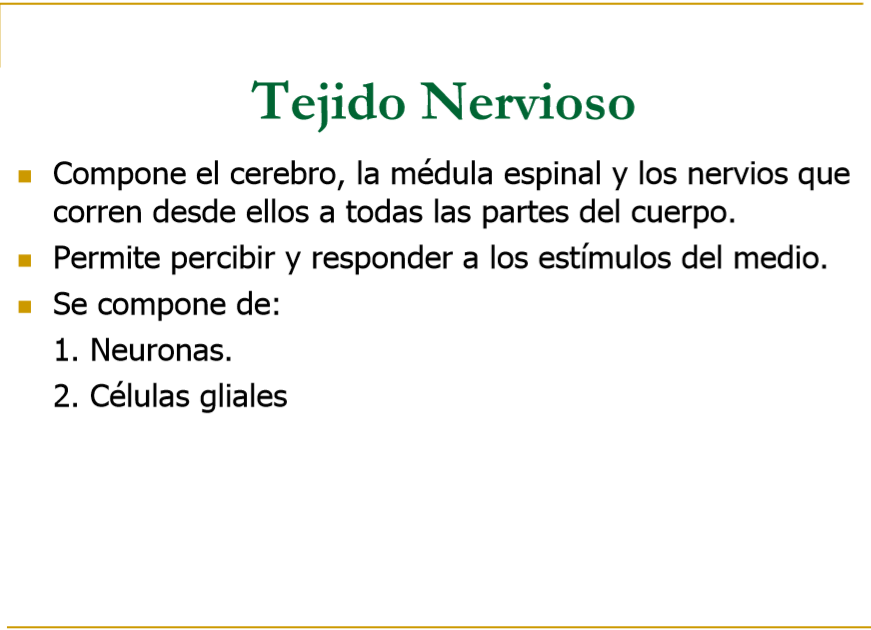 Tejido Nervioso
Compone el cerebro, la médula espinal y los nervios que
corren desde ellos a todas las partes del cuerpo.
Permite percibir y responder a los estímulos del medio.
Se compone de:
1. Neuronas.
2. Células gliales